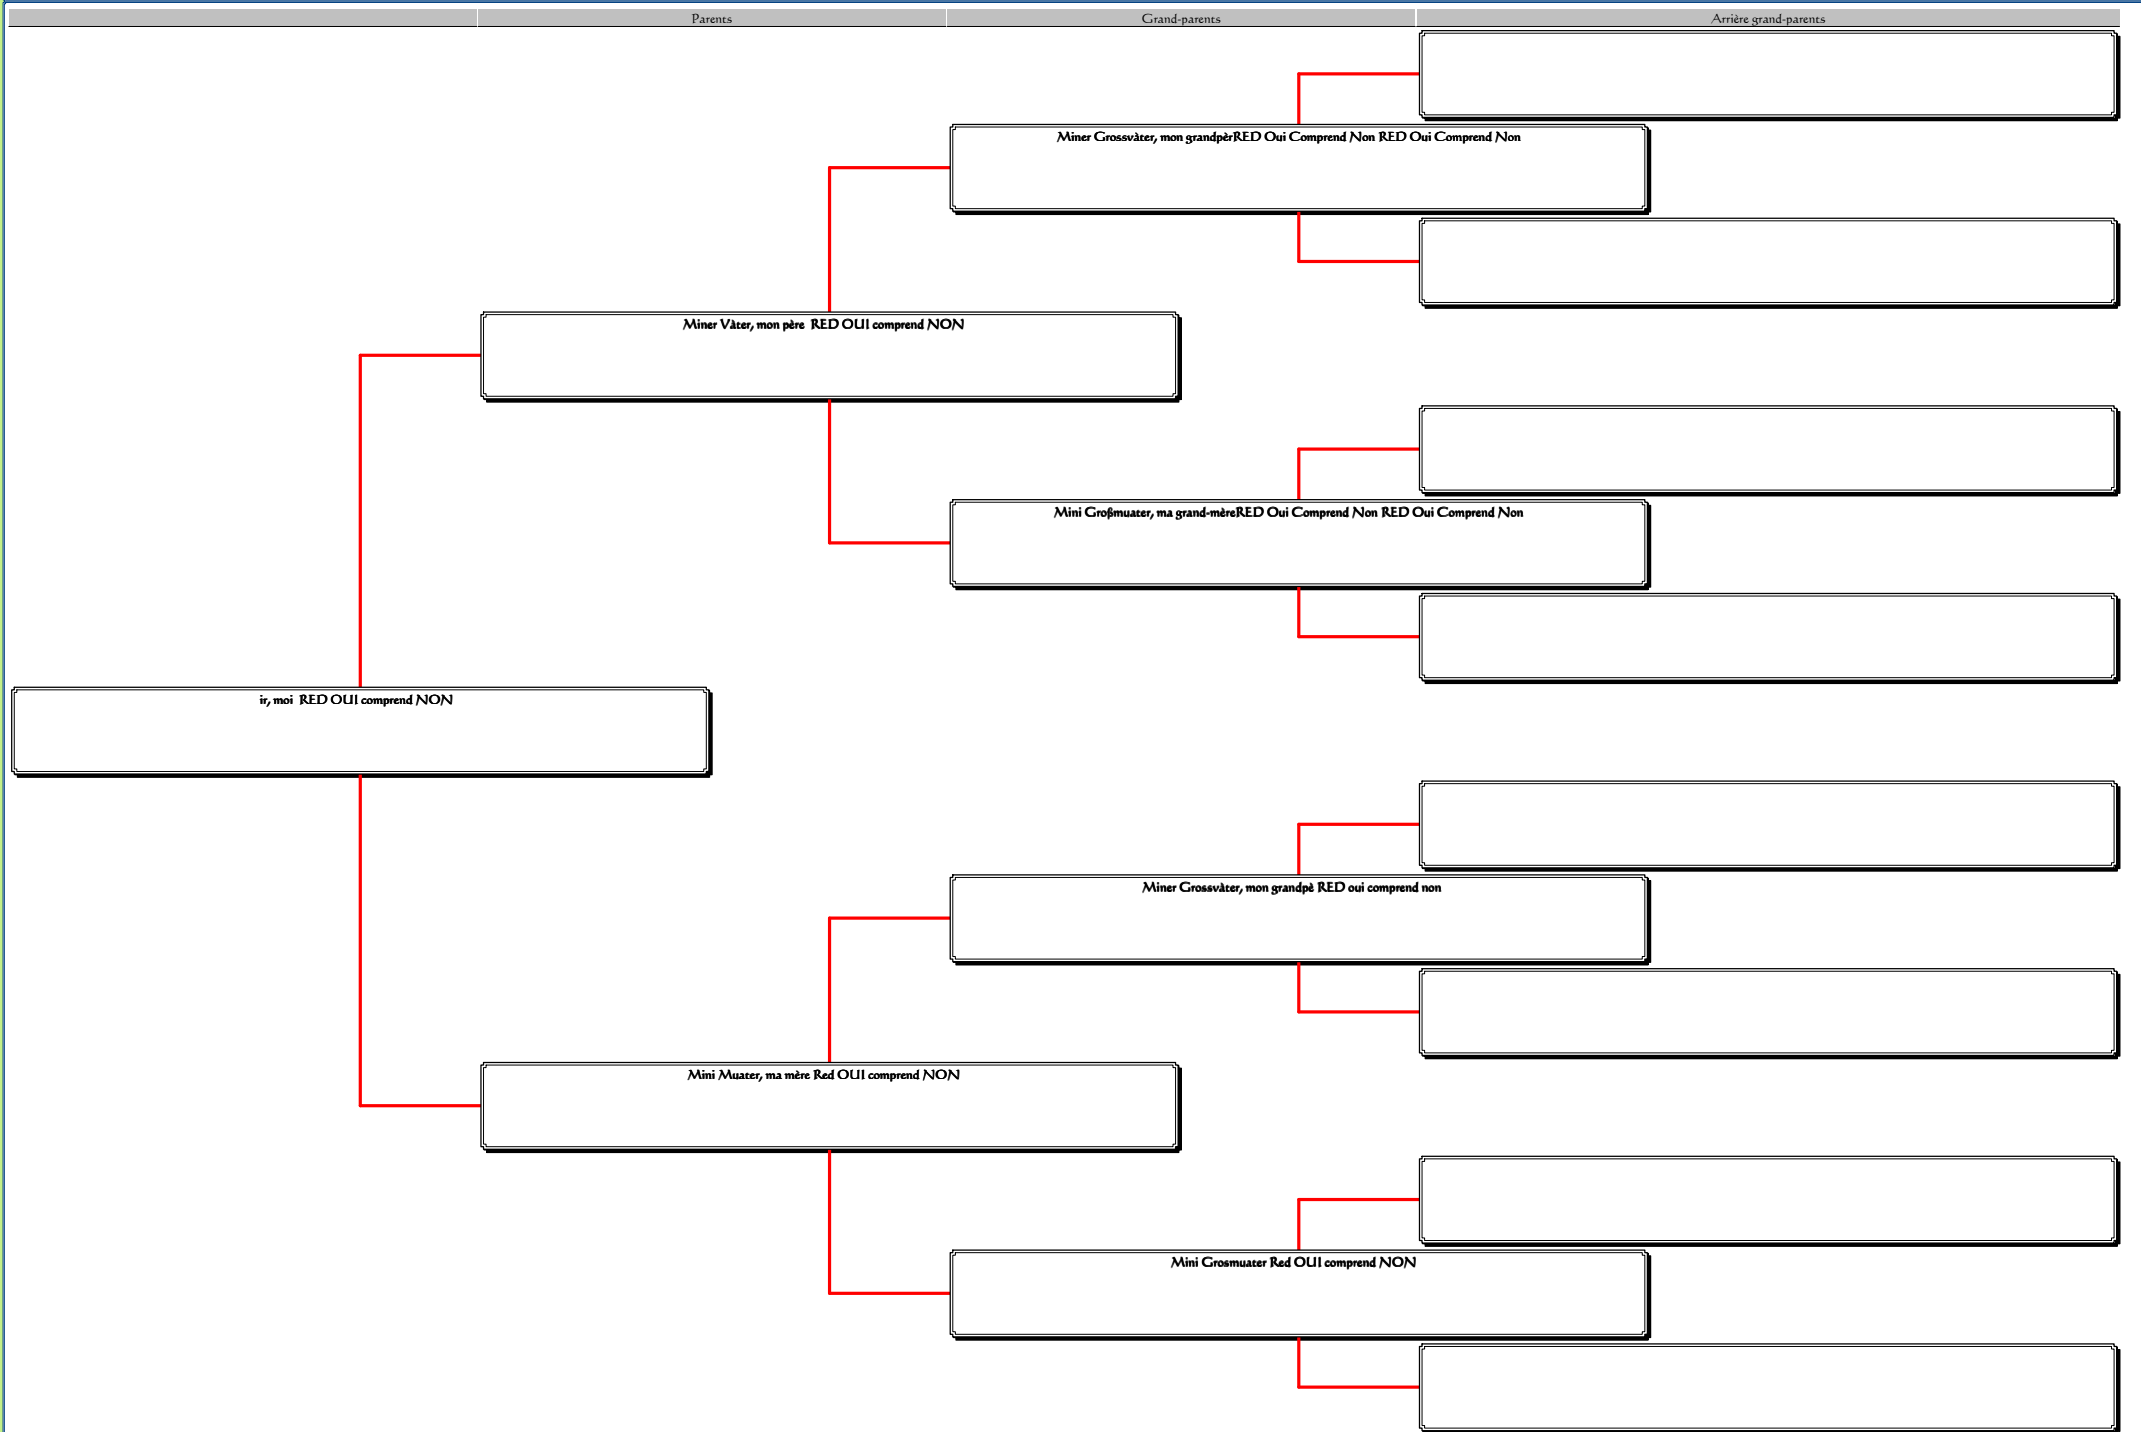 Parents
Grand-parents
Arrière grand-parents
Miner Grossvàter, mon grandpèrRED Oui Comprend Non RED Oui Comprend Non
Miner Vàter, mon père RED OUI comprend NON
Mini Großmuater, ma grand-mèreRED Oui Comprend Non RED Oui Comprend Non
ir, moi RED OUI comprend NON
Miner Grossvàter, mon grandpè RED oui comprend non
Mini Muater, ma mère Red OUI comprend NON
Mini Grosmuater Red OUI comprend NON